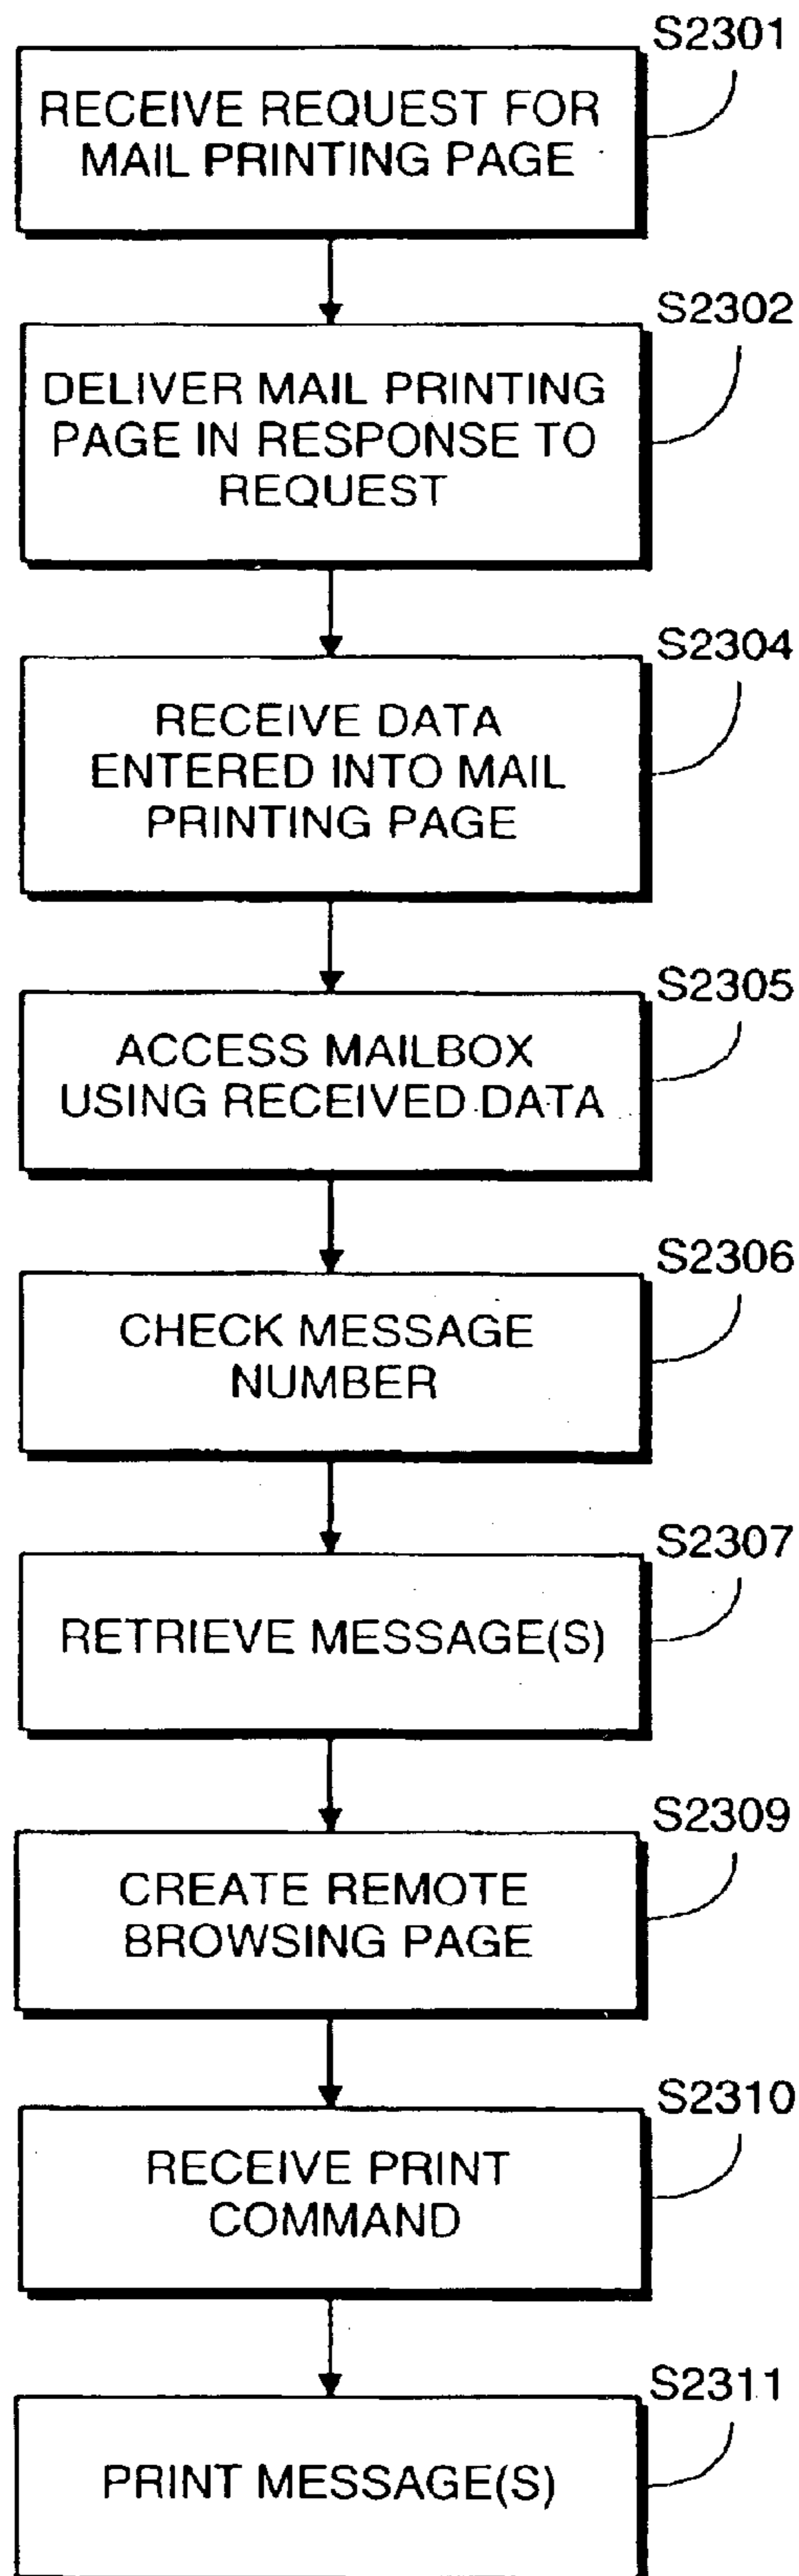 S2301
RECEIVE REQUEST FOR
MAIL PRINTING PAGE
S2302
DELIVER MAIL PRINTING
PAGE IN RESPONSE TO
REQUEST
S2304
RECEIVE DATA
ENTERED INTO MAIL
PRINTING PAGE
S2305
ACCESS MAILBOX
USING RECEIVED DATA
S2306
CHECK MESSAGE
NUMBER
S2307
RETRIEVE MESSAGE(S)
S2309
CREATE REMOTE
BROWSING PAGE
S2310
RECEIVE PRINT
COMMAND
S2311
PRINT MESSAGE(S)